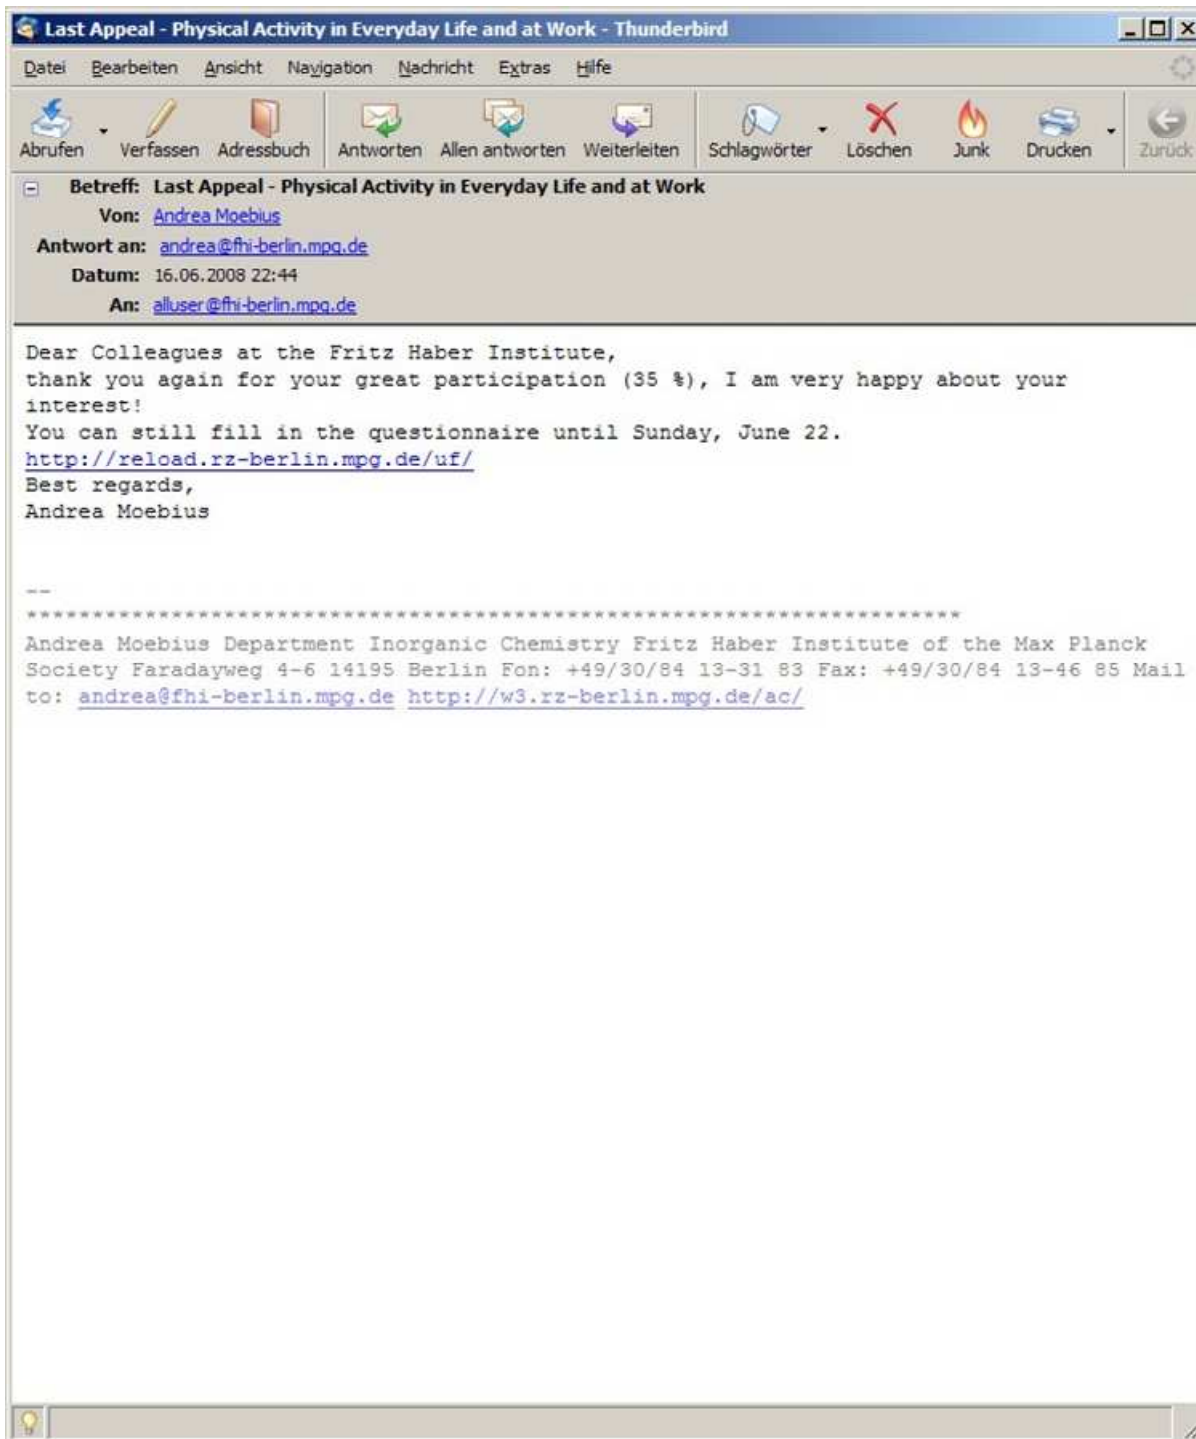 Last Appeal - Physical Activity in Everyday Life and at Work - Thunderbird
Datei Bearbeiten Ansicht Navigation Nachricht Extras Hilfe
Abrufen Verfassen Adressbuch Antworten Allen antworten Weiterleiten Schlagwörter Löschen Junk Drucken Zurück
Betreff: Last Appeal - Physical Activity in Everyday Life and at Work
Von: Andrea Moebius
Antwort an: andrea@fhi-berlin.mpg.de
Datum: 16.06.2008 22:44
An: alluser@fhi-berlin.mpg.de
Dear Colleagues at the Fritz Haber Institute,
thank you again for your great participation (35 %), I am very happy about your
interest!
You can still fill in the questionnaire until Sunday, June 22.
http://reload.rz-berlin.mpg.de/uf/
Best regards,
Andrea Moebius
--
***********************************************************************
Andrea Moebius Department Inorganic Chemistry Fritz Haber Institute of the Max Planck
Society Faradayweg 4-6 14195 Berlin Fon: +49/30/84 13-31 83 Fax: +49/30/84 13-46 85 Mail
to: andrea@fhi-berlin.mpg.de http://w3.rz-berlin.mpg.de/ac/